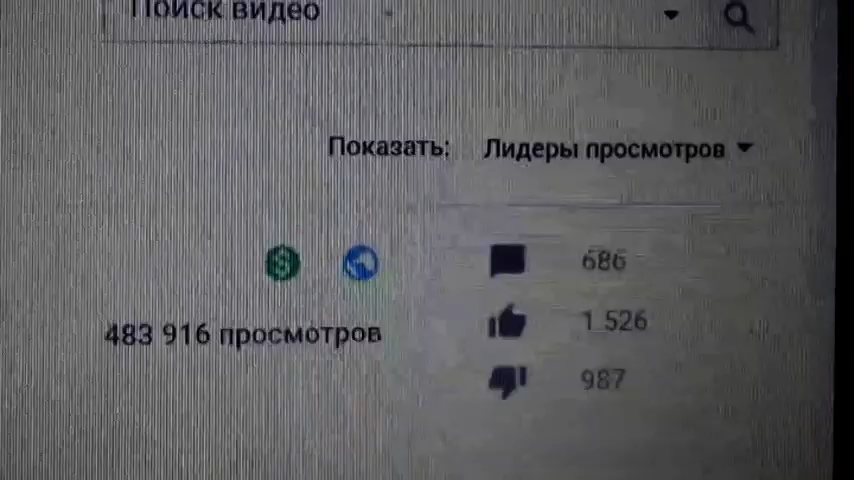 Поиск видео
Показать: Лидеры просмотров
686
483 916 просмотров
1 526
987